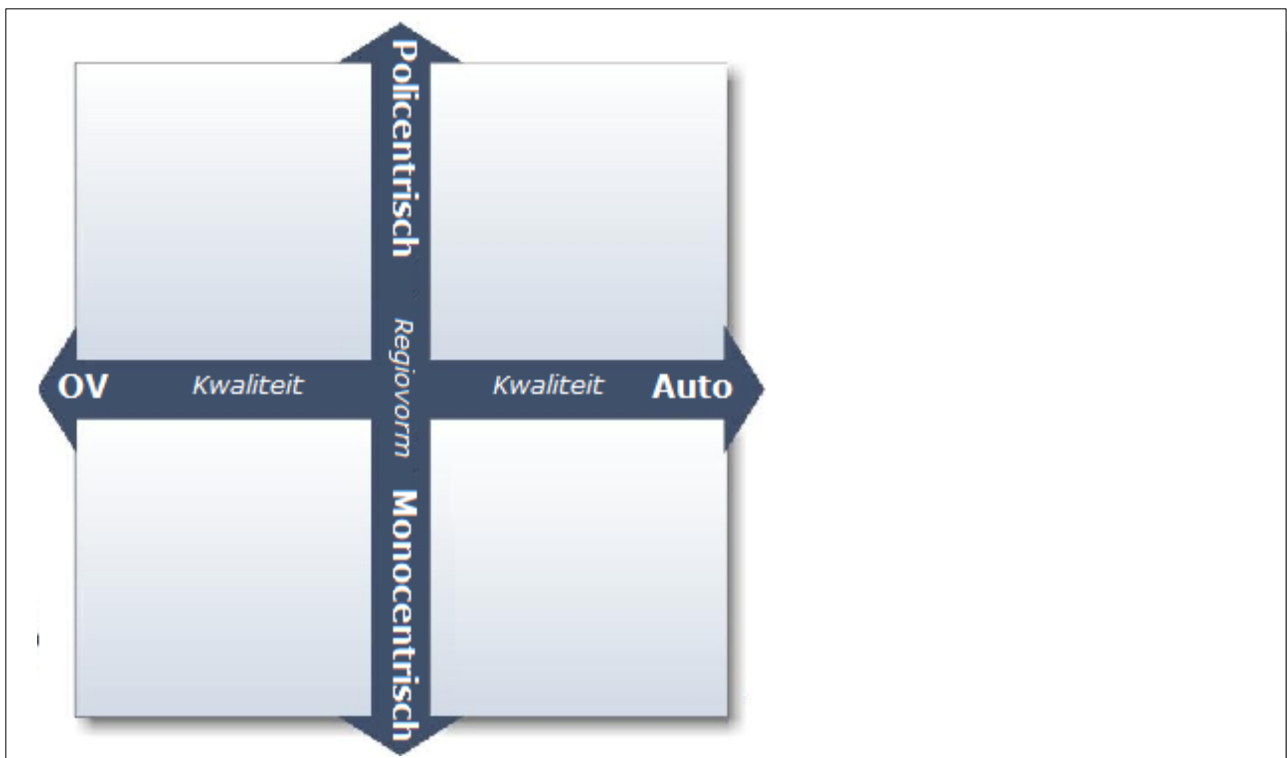 Policentrisch
Regiovorm
OV
Kwaliteit
Kwaliteit
Auto
Monocentrisch